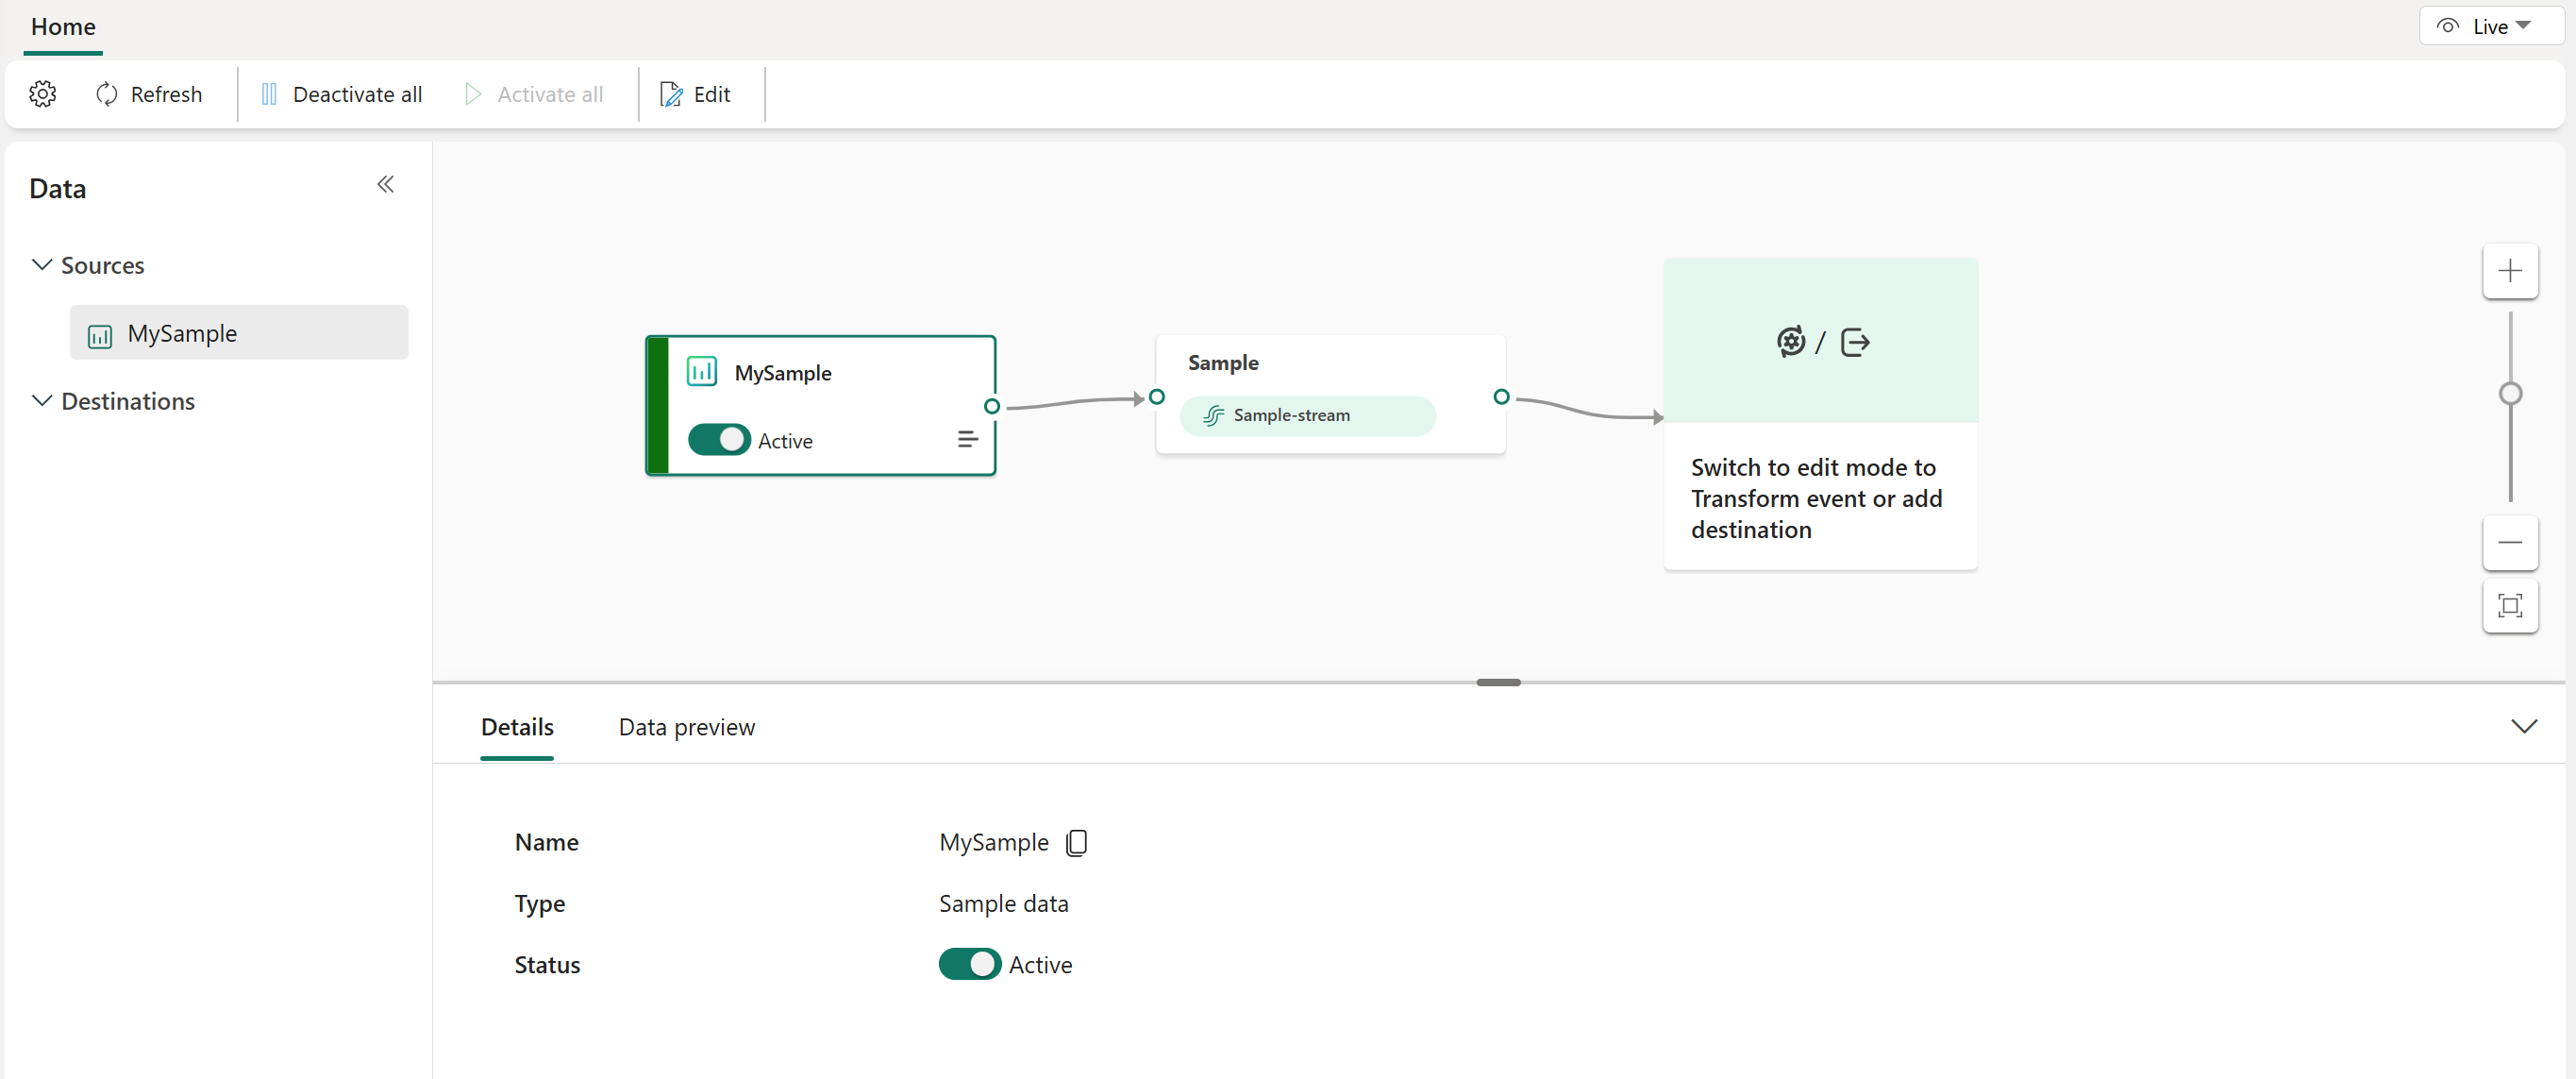 Home
Live
Refresh
Deactivate all
Activate all
Edit
Data
Sources
MySample
Destinations
MySample
Active
Sample
Sample-stream
/
Switch to edit mode to
Transform event or add
destination
Details
Data preview
Name
MySample
Type
Sample data
Status
Active